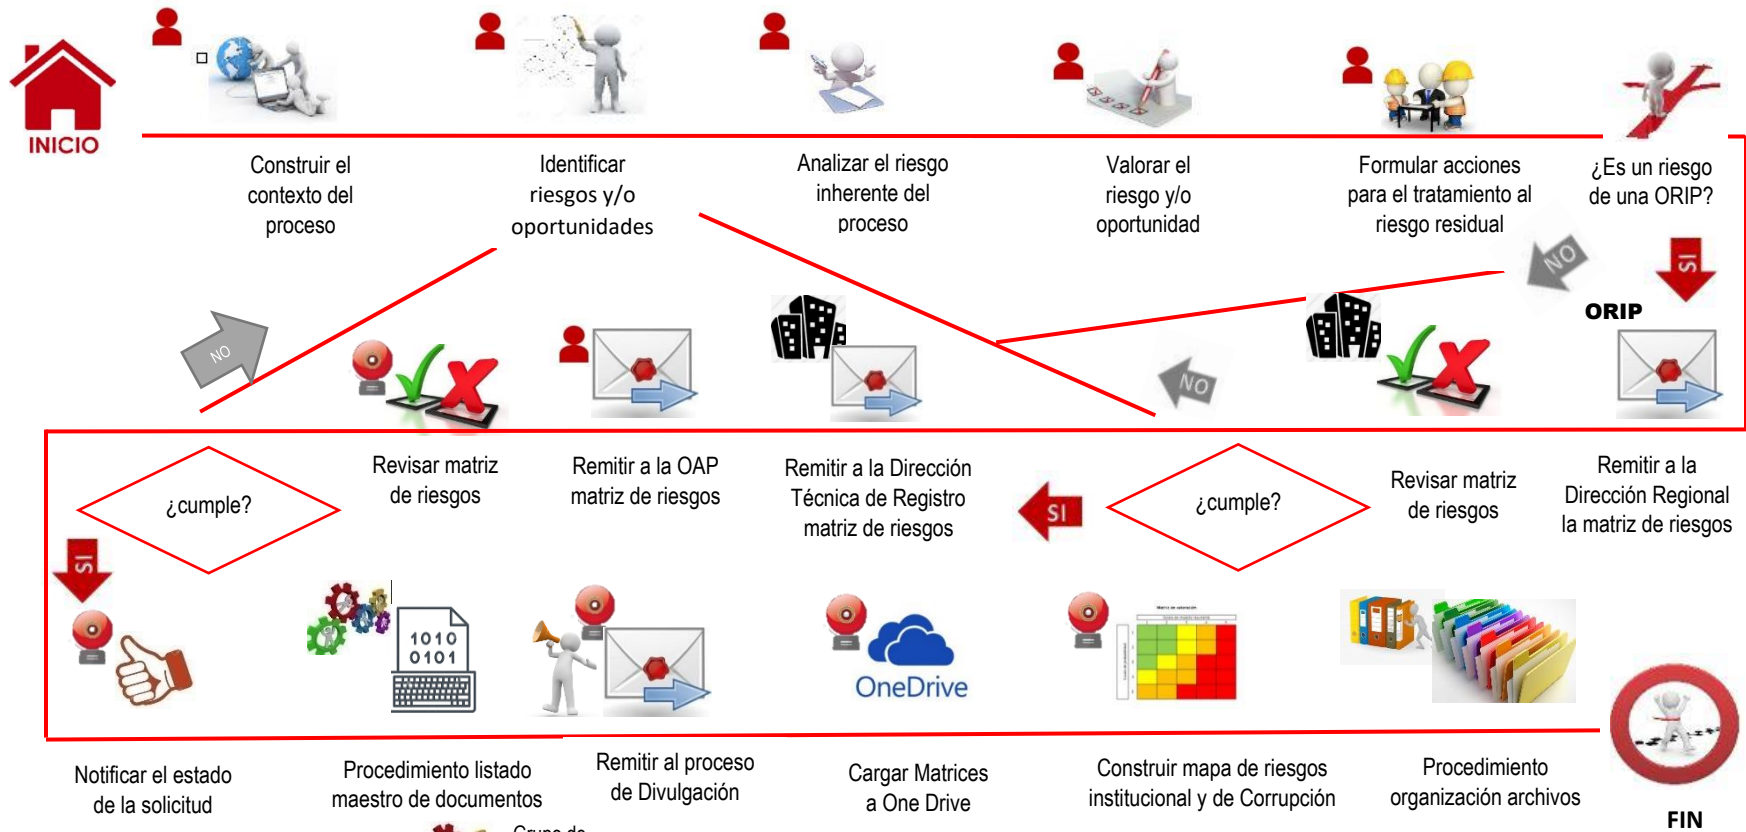 INICIO
Construir el
contexto del
proceso
Identificar
riesgos y/o
oportunidades
Analizar el riesgo
inherente del
proceso
Valorar el
riesgo y/o
oportunidad
Formular acciones
para el tratamiento al
riesgo residual
¿Es un riesgo
de una ORIP?
NO
SI
ORIP
NO
NO
¿cumple?
Revisar matriz
de riesgos
Remitir a la OAP
matriz de riesgos
Remitir a la Dirección
Técnica de Registro
matriz de riesgos
SI
¿cumple?
Revisar matriz
de riesgos
Remitir a la
Dirección Regional
la matriz de riesgos
SI
1010
0101
OneDrive
Notificar el estado
de la solicitud
Procedimiento listado
maestro de documentos
Remitir al proceso
de Divulgación
Cargar Matrices
a One Drive
Construir mapa de riesgos
institucional y de Corrupción
Procedimiento
organización archivos
FIN
Grupo de